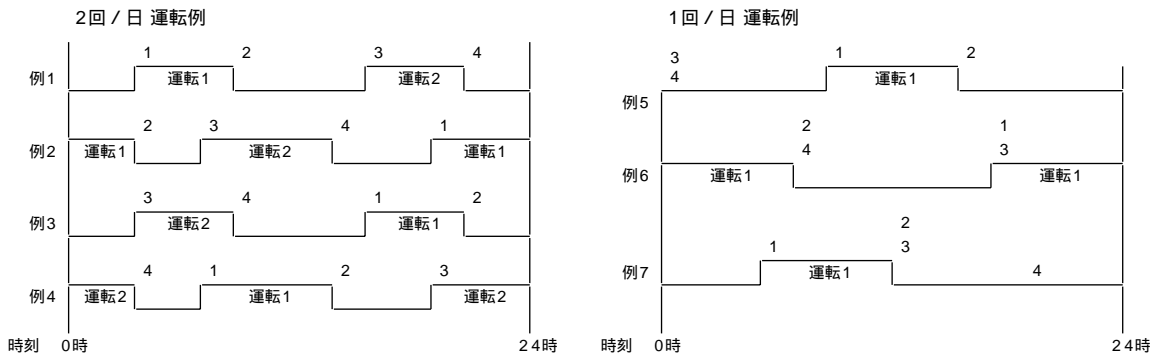 2回 / 日 運転例
1 2 3 4
例1 運転1 運転2
2 3 4 1
例2 運転1 運転2 運転1
3 4 1 2
例3 運転2 運転1
4 1 2 3
例4 運転2 運転1 運転2
時刻 0時 24時
1回 / 日 運転例
3 1 2
4
運転1
例5
2 1
4 3
例6 運転1 運転1
2
1 3
例7 運転1 4
時刻 0時 24時